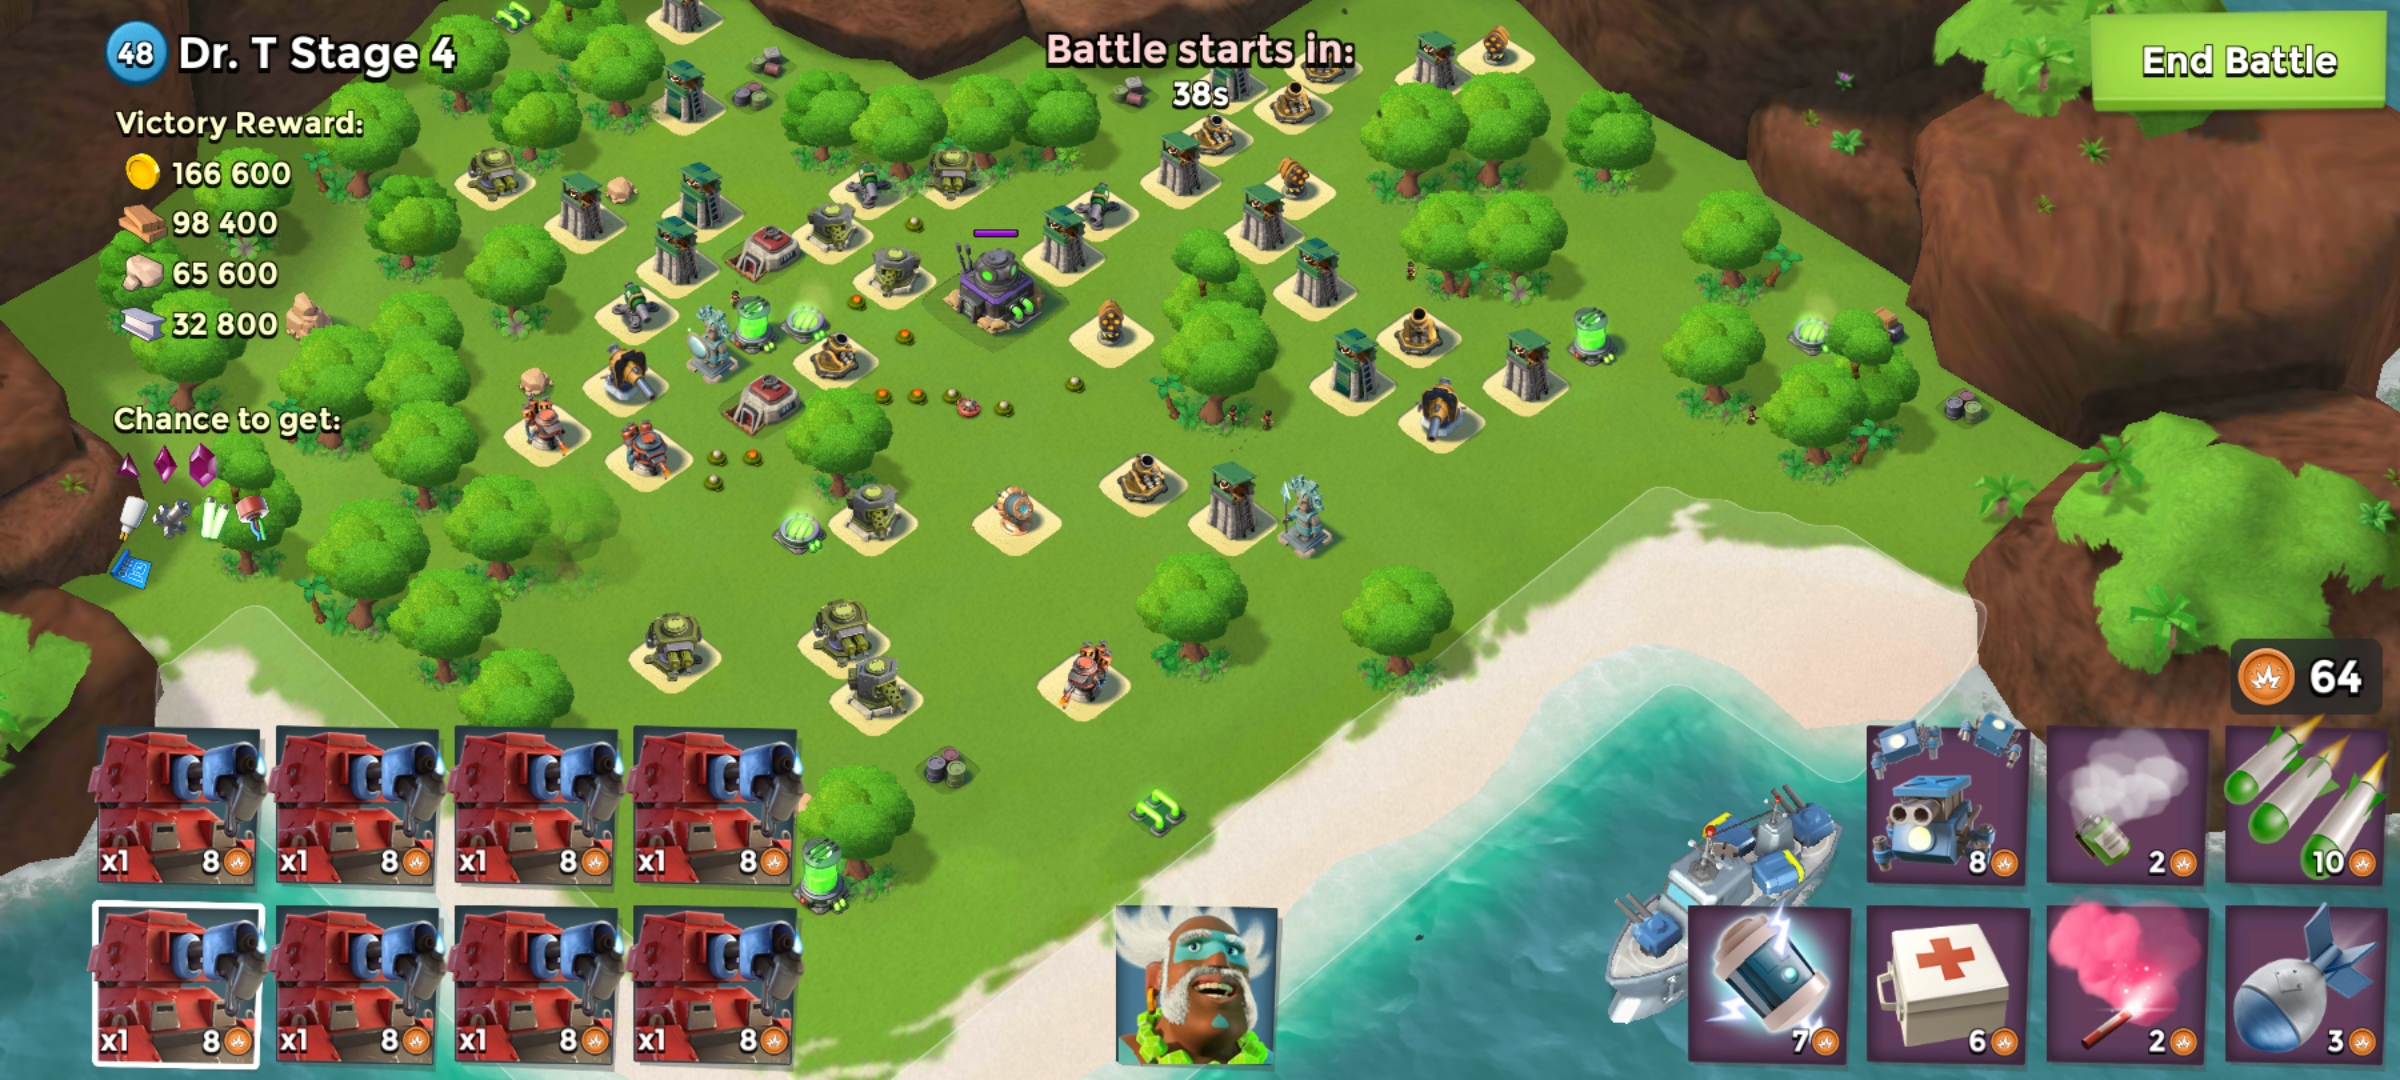 48 Dr. T Stage 4
Battle starts in:
38s
End Battle
Victory Reward:
166 600
98 400
65 600
32 800
Chance to get:
64
x1 8
x1 8
x1 8
x1 8
8
2
10
x1 8
x1 8
x1 8
x1 8
7
6
2
3